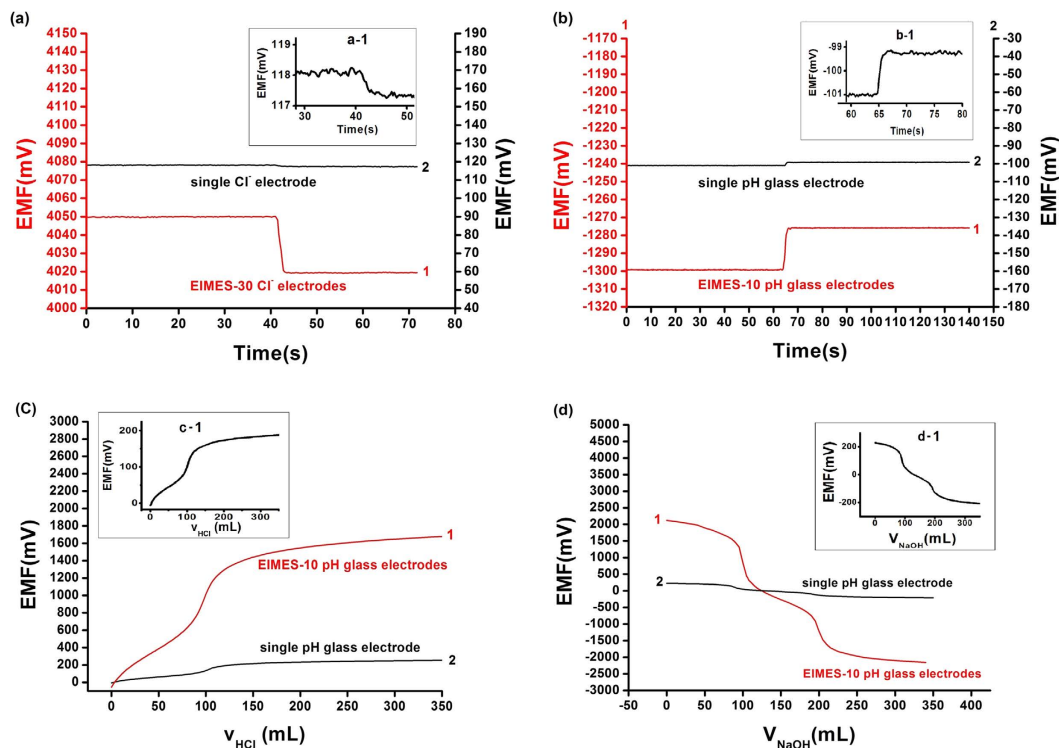 (a)
4150
4140
4130
4120
4110
4100
4090
4080
4070
4060
4050
4040
4030
4020
4010
4000
EMF(mV)
190
180
170
160
150
140
130
120
110
100
90
80
70
60
50
40
EMF(mV)
a-1
119
118
117
EMF(mV)
30 40 50
Time(s)
2
single Cl⁻ electrode
1
EIMES-30 Cl⁻ electrodes
0 10 20 30 40 50 60 70 80
Time(s)
(b)
1
2
-1170
-1180
-1190
-1200
-1210
-1220
-1230
-1240
-1250
-1260
-1270
-1280
-1290
-1300
-1310
-1320
EMF(mV)
-30
-40
-50
-60
-70
-80
-90
-100
-110
-120
-130
-140
-150
-160
-170
-180
EMF(mV)
b-1
-99
-100
-101
EMF(mV)
60 65 70 75 80
Time(s)
2
single pH glass electrode
1
EIMES-10 pH glass electrodes
0 10 20 30 40 50 60 70 80 90 100 110 120 130 140 150
Time(s)
(C)
3000
2800
2600
2400
2200
2000
1800
1600
1400
1200
1000
800
600
400
200
0
EMF(mV)
c-1
200
100
0
EMF(mV)
0 100 200 300
vHCl (mL)
1
EIMES-10 pH glass electrodes
single pH glass electrode
2
0 50 100 150 200 250 300 350
vHCl (mL)
(d)
5000
4500
4000
3500
3000
2500
2000
1500
1000
500
0
-500
-1000
-1500
-2000
-2500
-3000
EMF(mV)
d-1
200
0
-200
EMF(mV)
0 100 200 300
VNaOH (mL)
1
2
single pH glass electrode
EIMES-10 pH glass electrodes
-50 0 50 100 150 200 250 300 350 400
VNaOH (mL)